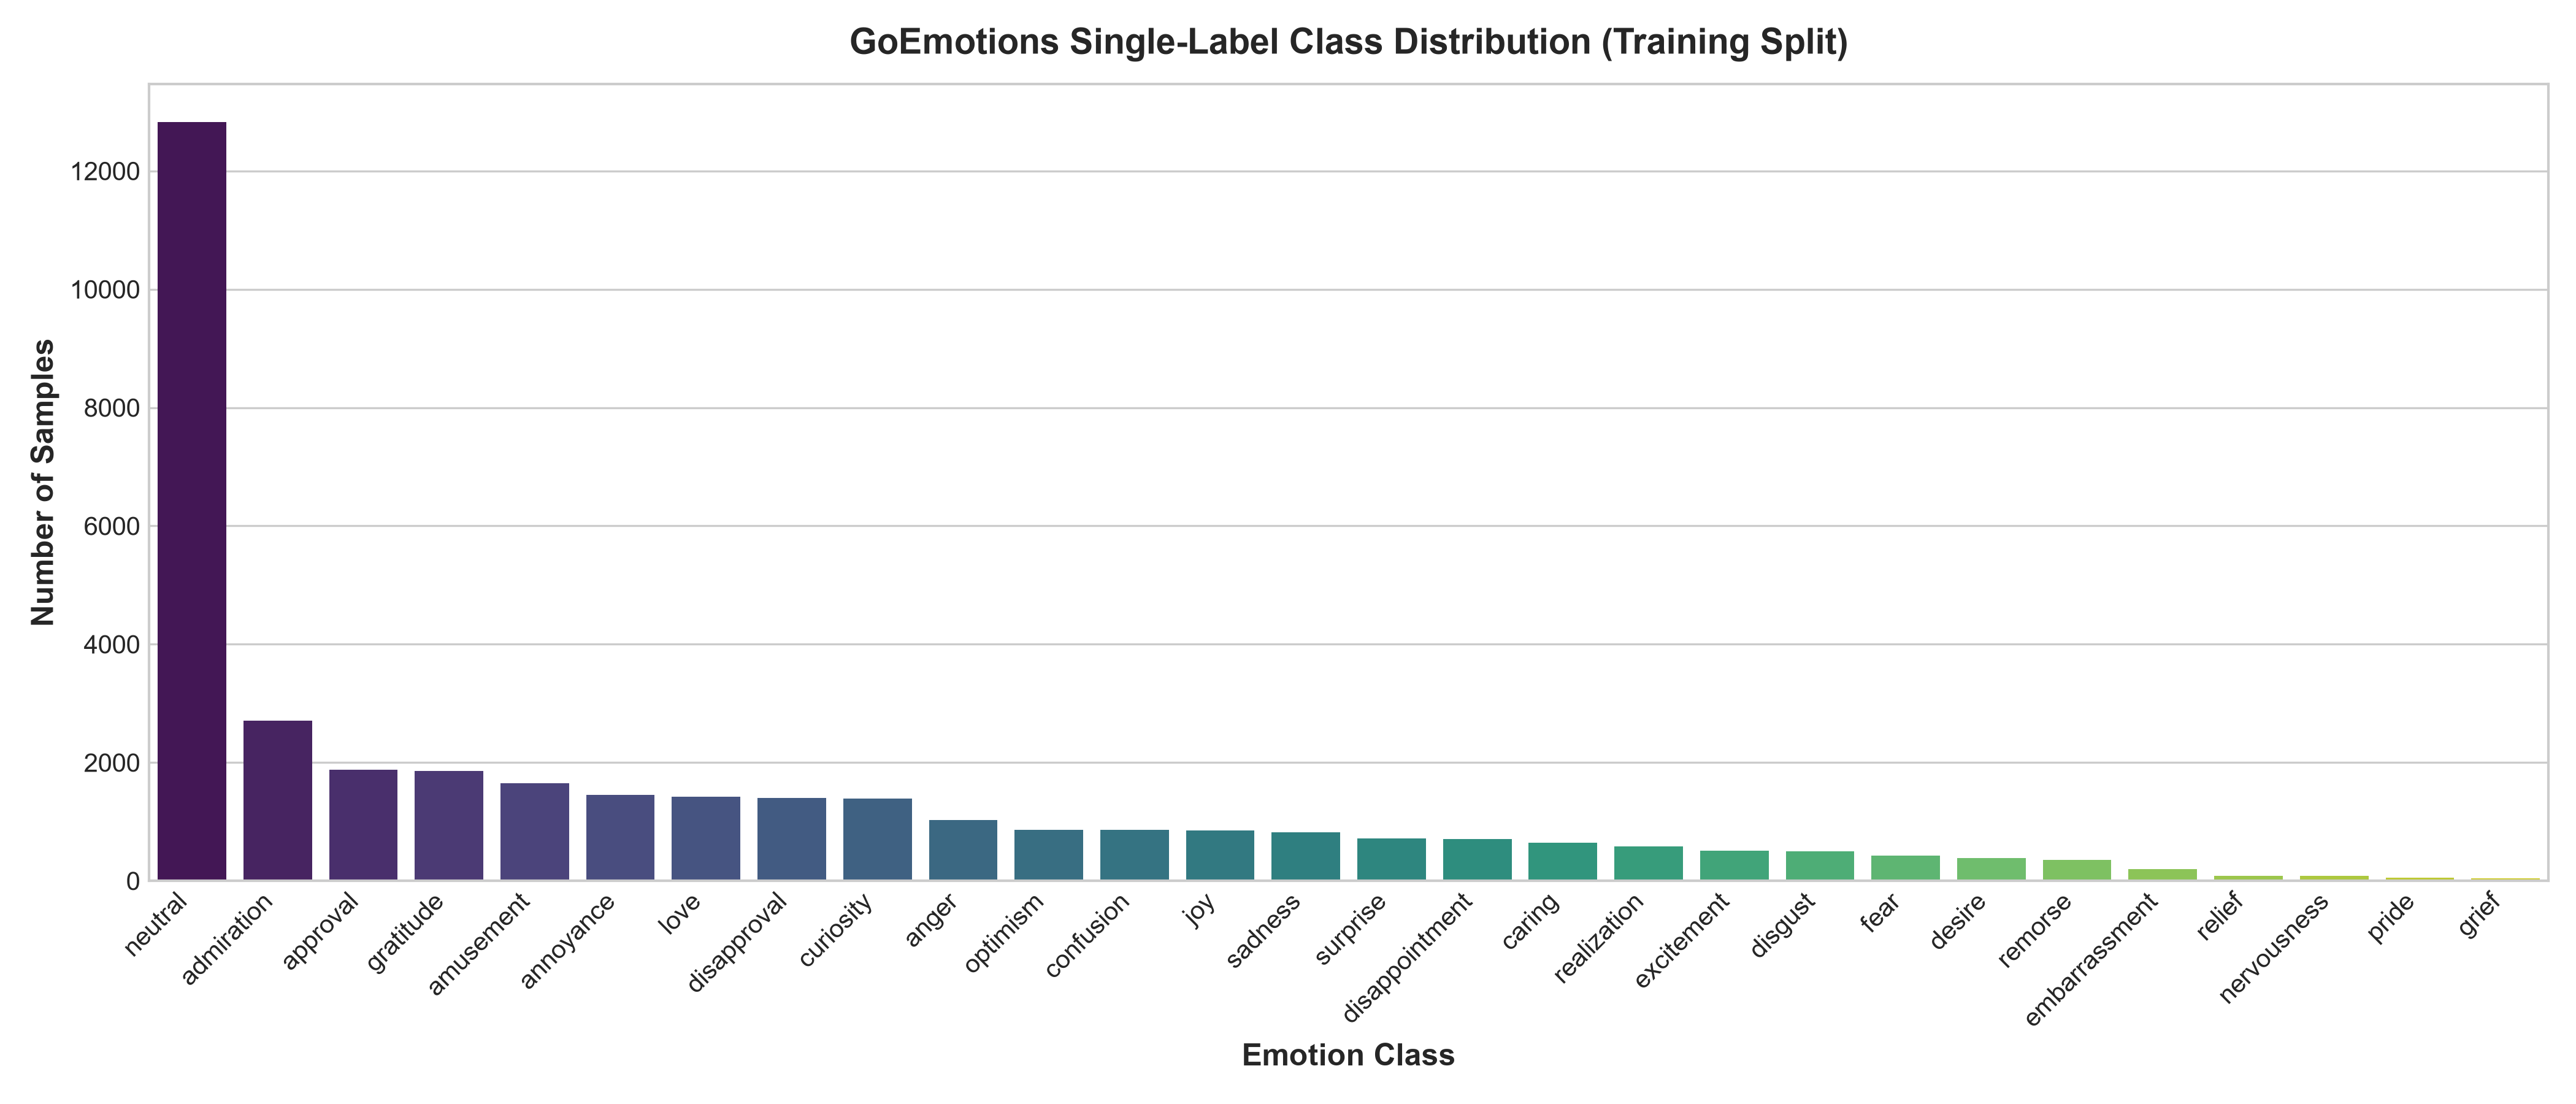 GoEmotions Single-Label Class Distribution (Training Split)
Number of Samples
12000
10000
8000
6000
4000
2000
0
neutral
admiration
approval
gratitude
amusement
annoyance
love
disapproval
curiosity
anger
optimism
confusion
joy
sadness
surprise
disappointment
caring
realization
excitement
disgust
fear
desire
remorse
embarrassment
relief
nervousness
pride
grief
Emotion Class